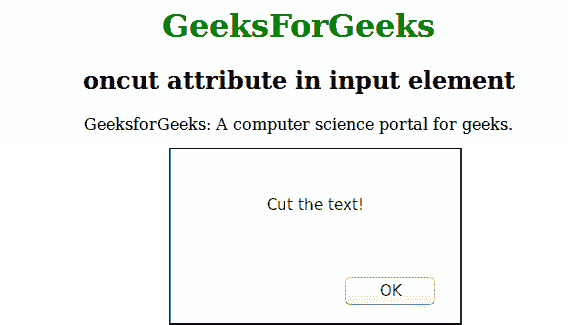 GeeksForGeeks
oncut attribute in input element
GeeksforGeeks: A computer science portal for geeks.
Cut the text!
OK